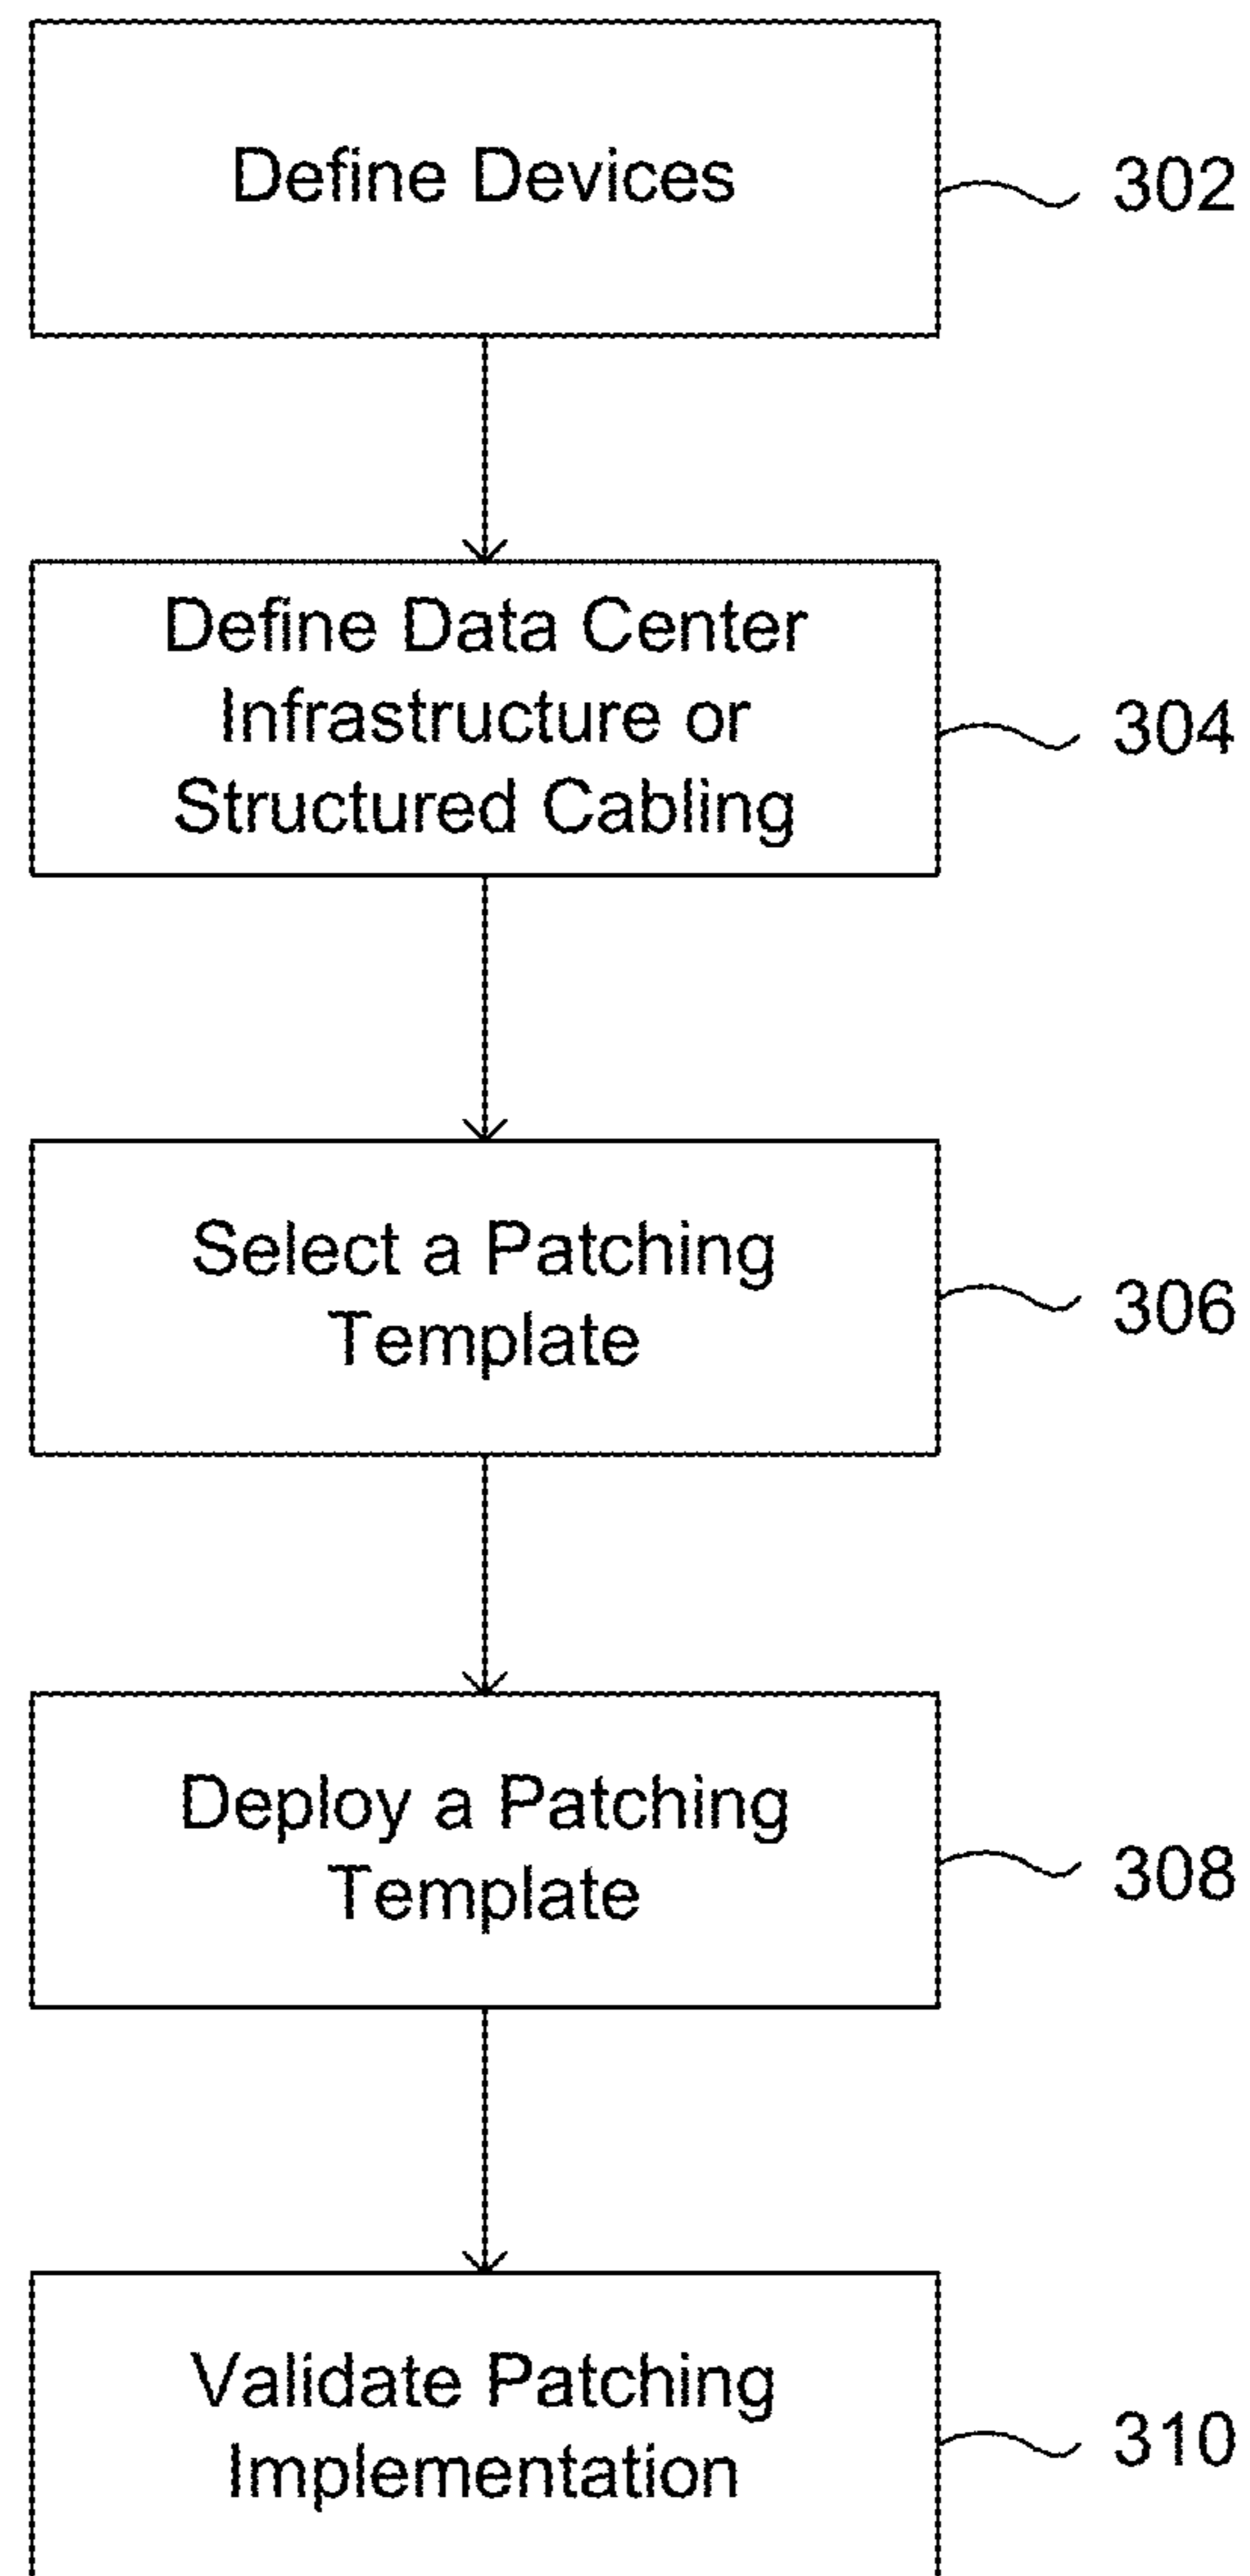 Define Devices
302
Define Data Center
Infrastructure or
Structured Cabling
304
Select a Patching
Template
306
Deploy a Patching
Template
308
Validate Patching
Implementation
310